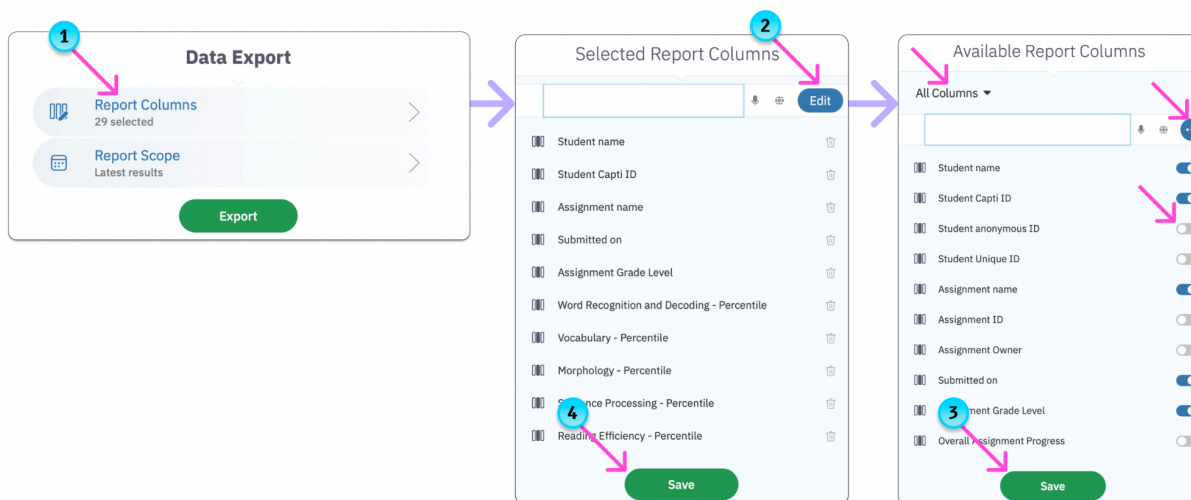 1
Data Export
Report Columns
29 selected
Report Scope
Latest results
Export
2
Selected Report Columns
Edit
Student name
Student Capti ID
Assignment name
Submitted on
Assignment Grade Level
Word Recognition and Decoding - Percentile
Vocabulary - Percentile
Morphology - Percentile
nce Processing - Percentile
4
Reading Efficiency - Percentile
Save
Available Report Columns
All Columns
Student name
Student Capti ID
Student anonymous ID
Student Unique ID
Assignment name
Assignment ID
Assignment Owner
Submitted on
3
ment Grade Level
Overall Assignment Progress
Save